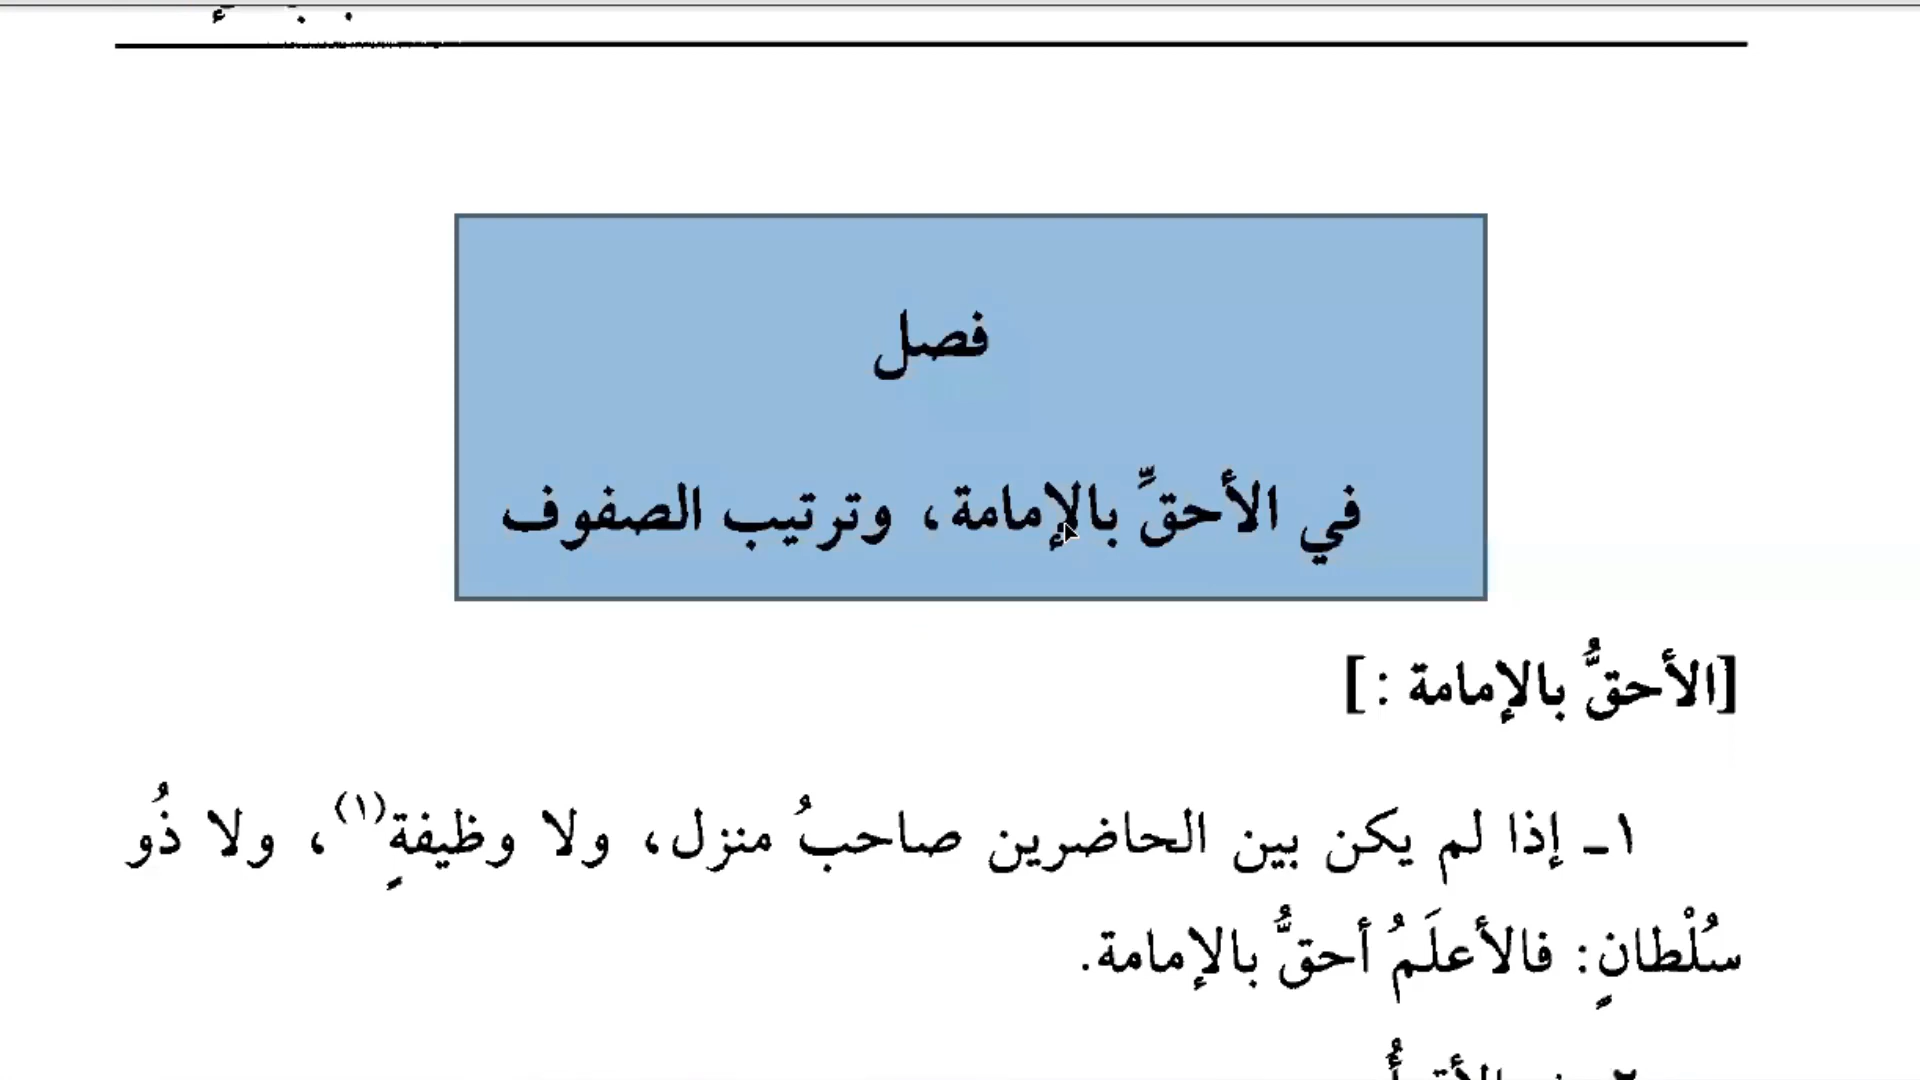 فصل
في الأحقِّ بالإمامة، وترتيب الصفوف
[الأحقُّ بالإمامة :]
١ـ إذا لم يكن بين الحاضرين صاحبُ منزل، ولا وظيفةٍ(١)، ولا ذُو
سُلْطانٍ: فالأعلَمُ أحقُّ بالإمامة.